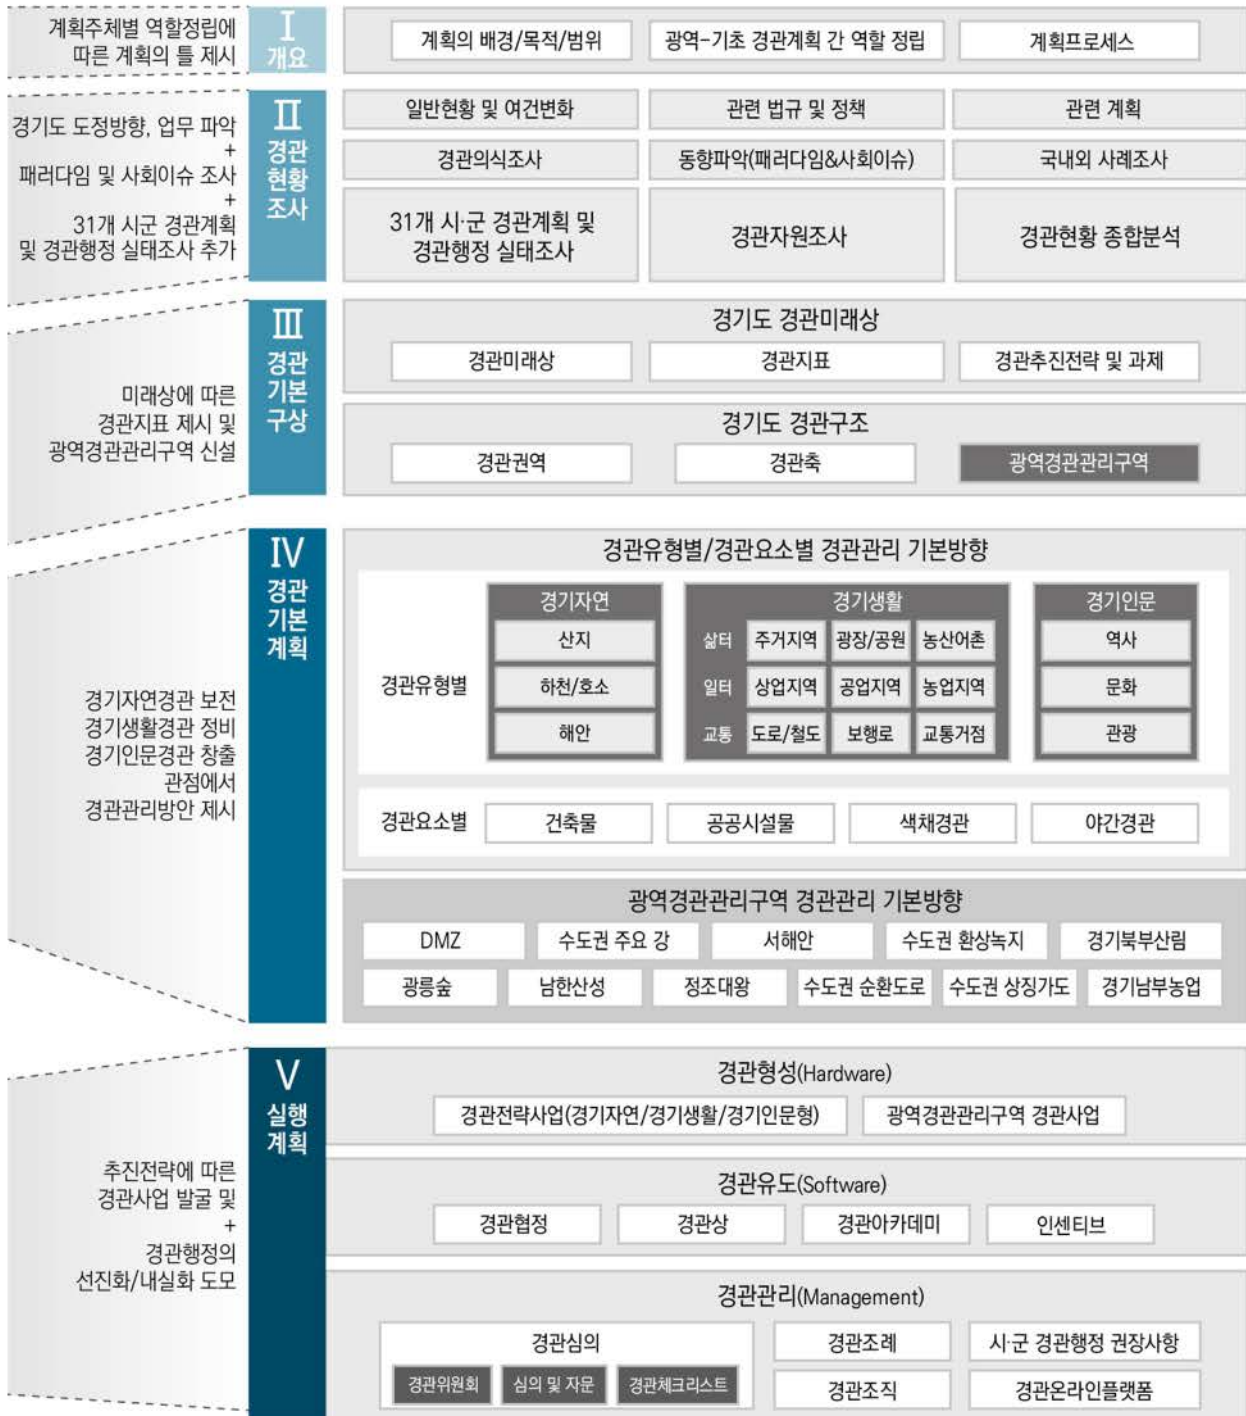 계획주체별 역할정립에
따른 계획의 틀 제시
Ⅰ
개요
계획의 배경/목적/범위
광역-기초 경관계획 간 역할 정립
계획프로세스
경기도 도정방향, 업무 파악
+
패러다임 및 사회이슈 조사
+
31개 시군 경관계획
및 경관행정 실태조사 추가
Ⅱ
경관
현황
조사
일반현황 및 여건변화
관련 법규 및 정책
관련 계획
경관의식조사
동향파악(패러다임&사회이슈)
국내외 사례조사
31개 시·군 경관계획 및
경관행정 실태조사
경관자원조사
경관현황 종합분석
미래상에 따른
경관지표 제시 및
광역경관관리구역 신설
Ⅲ
경관
기본
구상
경기도 경관미래상
경관미래상
경관지표
경관추진전략 및 과제
경기도 경관구조
경관권역
경관축
광역경관관리구역
경기자연경관 보전
경기생활경관 정비
경기인문경관 창출
관점에서
경관관리방안 제시
Ⅳ
경관
기본
계획
경관유형별/경관요소별 경관관리 기본방향
경관유형별
경기자연
산지
하천/호소
해안
경기생활
삶터 주거지역 광장/공원 농산어촌
일터 상업지역 공업지역 농업지역
교통 도로/철도 보행로 교통거점
경기인문
역사
문화
관광
경관요소별
건축물
공공시설물
색채경관
야간경관
광역경관관리구역 경관관리 기본방향
DMZ
수도권 주요 강
서해안
수도권 환상녹지
경기북부산림
광릉숲
남한산성
정조대왕
수도권 순환도로
수도권 상징가도
경기남부농업
추진전략에 따른
경관사업 발굴 및
+
경관행정의
선진화/내실화 도모
Ⅴ
실행
계획
경관형성(Hardware)
경관전략사업(경기자연/경기생활/경기인문형)
광역경관관리구역 경관사업
경관유도(Software)
경관협정
경관상
경관아카데미
인센티브
경관관리(Management)
경관심의
경관위원회
심의 및 자문
경관체크리스트
경관조례
시·군 경관행정 권장사항
경관조직
경관온라인플랫폼